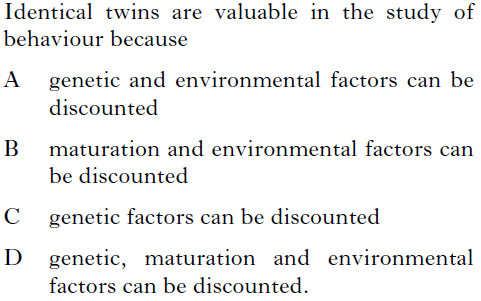 Identical twins are valuable in the study of
behaviour because
A genetic and environmental factors can be
discounted
B maturation and environmental factors can
be discounted
C genetic factors can be discounted
D genetic, maturation and environmental
factors can be discounted.